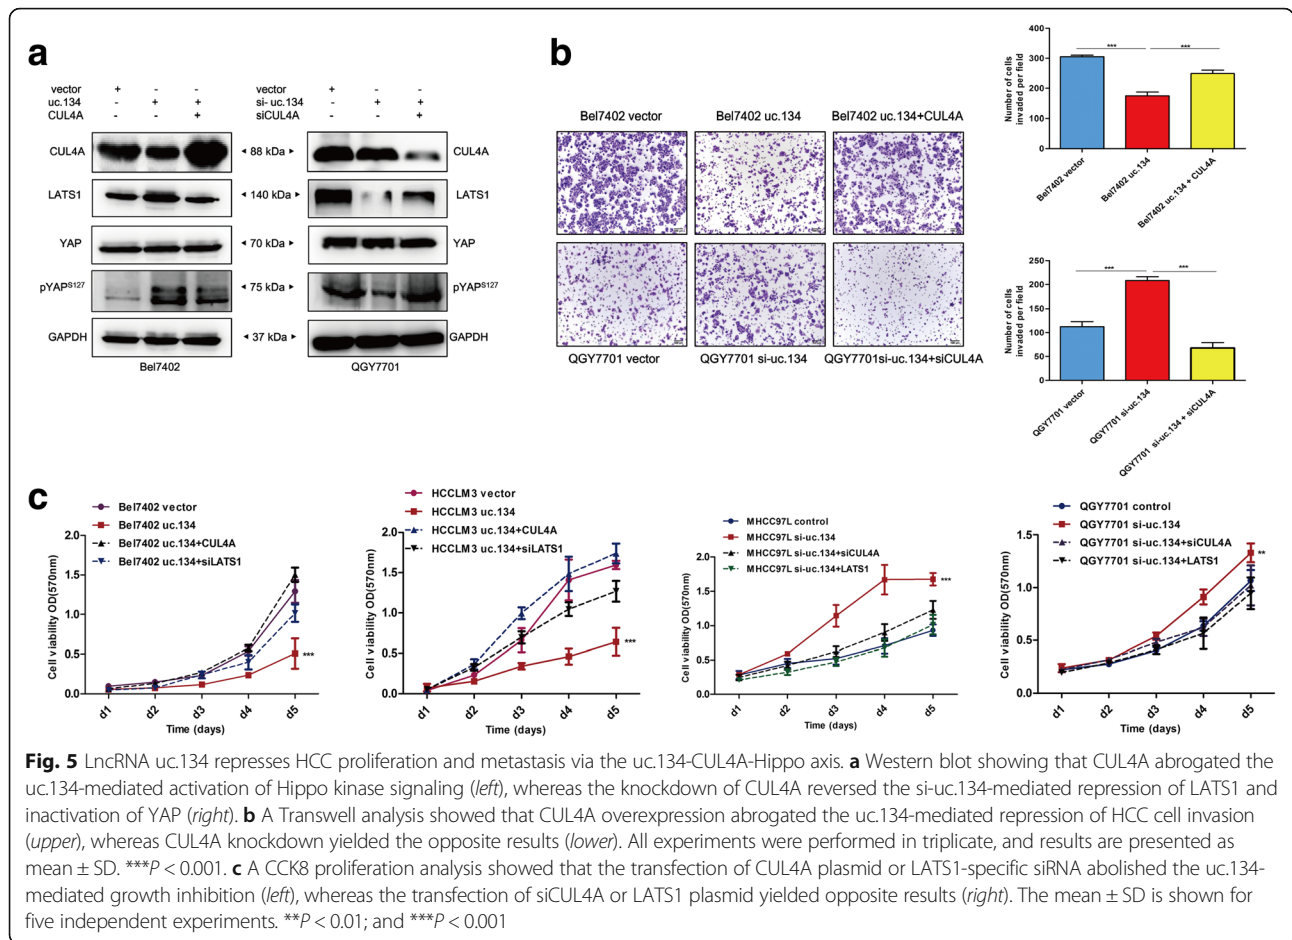 a
vector + - -
uc.134 - + +
CUL4A - - +
vector + - -
si- uc.134 - + +
siCUL4A - - +
CUL4A ◄ 88 kDa ► CUL4A
LATS1 ◄ 140 kDa ► LATS1
YAP ◄ 70 kDa ► YAP
pYAPS127 ◄ 75 kDa ► pYAPS127
GAPDH ◄ 37 kDa ► GAPDH
Bel7402 QGY7701
b
Bel7402 vector Bel7402 uc.134 Bel7402 uc.134+CUL4A
QGY7701 vector QGY7701 si-uc.134 QGY7701si-uc.134+siCUL4A
Number of cells
invaded per field
400
300
200
100
0
*** ***
Bel7402 vector
Bel7402 uc.134
Bel7402 uc.134 + CUL4A
Number of cells
invaded per field
250
200
150
100
50
0
*** ***
QGY7701 vector
QGY7701 si-uc.134
QGY7701 si-uc.134 + siCUL4A
c
Bel7402 vector
Bel7402 uc.134
Bel7402 uc.134+CUL4A
Bel7402 uc.134+siLATS1
Cell viability OD(570nm)
2.0
1.5
1.0
0.5
0.0
***
d1 d2 d3 d4 d5
Time (days)
HCCLM3 vector
HCCLM3 uc.134
HCCLM3 uc.134+CUL4A
HCCLM3 uc.134+siLATS1
Cell viability OD(570nm)
2.0
1.5
1.0
0.5
0.0
***
d1 d2 d3 d4 d5
Time (days)
MHCC97L control
MHCC97L si-uc.134
MHCC97L si-uc.134+siCUL4A
MHCC97L si-uc.134+LATS1
Cell viability OD(570nm)
2.0
1.5
1.0
0.5
0.0
***
d1 d2 d3 d4 d5
Time (days)
QGY7701 control
QGY7701 si-uc.134
QGY7701 si-uc.134+siCUL4A
QGY7701 si-uc.134+LATS1
Cell viability OD(570nm)
1.5
1.0
0.5
0.0
**
d1 d2 d3 d4 d5
Time (days)
Fig. 5 LncRNA uc.134 represses HCC proliferation and metastasis via the uc.134-CUL4A-Hippo axis. a Western blot showing that CUL4A abrogated the
uc.134-mediated activation of Hippo kinase signaling (left), whereas the knockdown of CUL4A reversed the si-uc.134-mediated repression of LATS1 and
inactivation of YAP (right). b A Transwell analysis showed that CUL4A overexpression abrogated the uc.134-mediated repression of HCC cell invasion
(upper), whereas CUL4A knockdown yielded the opposite results (lower). All experiments were performed in triplicate, and results are presented as
mean ± SD. ***P < 0.001. c A CCK8 proliferation analysis showed that the transfection of CUL4A plasmid or LATS1-specific siRNA abolished the uc.134-
mediated growth inhibition (left), whereas the transfection of siCUL4A or LATS1 plasmid yielded opposite results (right). The mean ± SD is shown for
five independent experiments. **P < 0.01; and ***P < 0.001